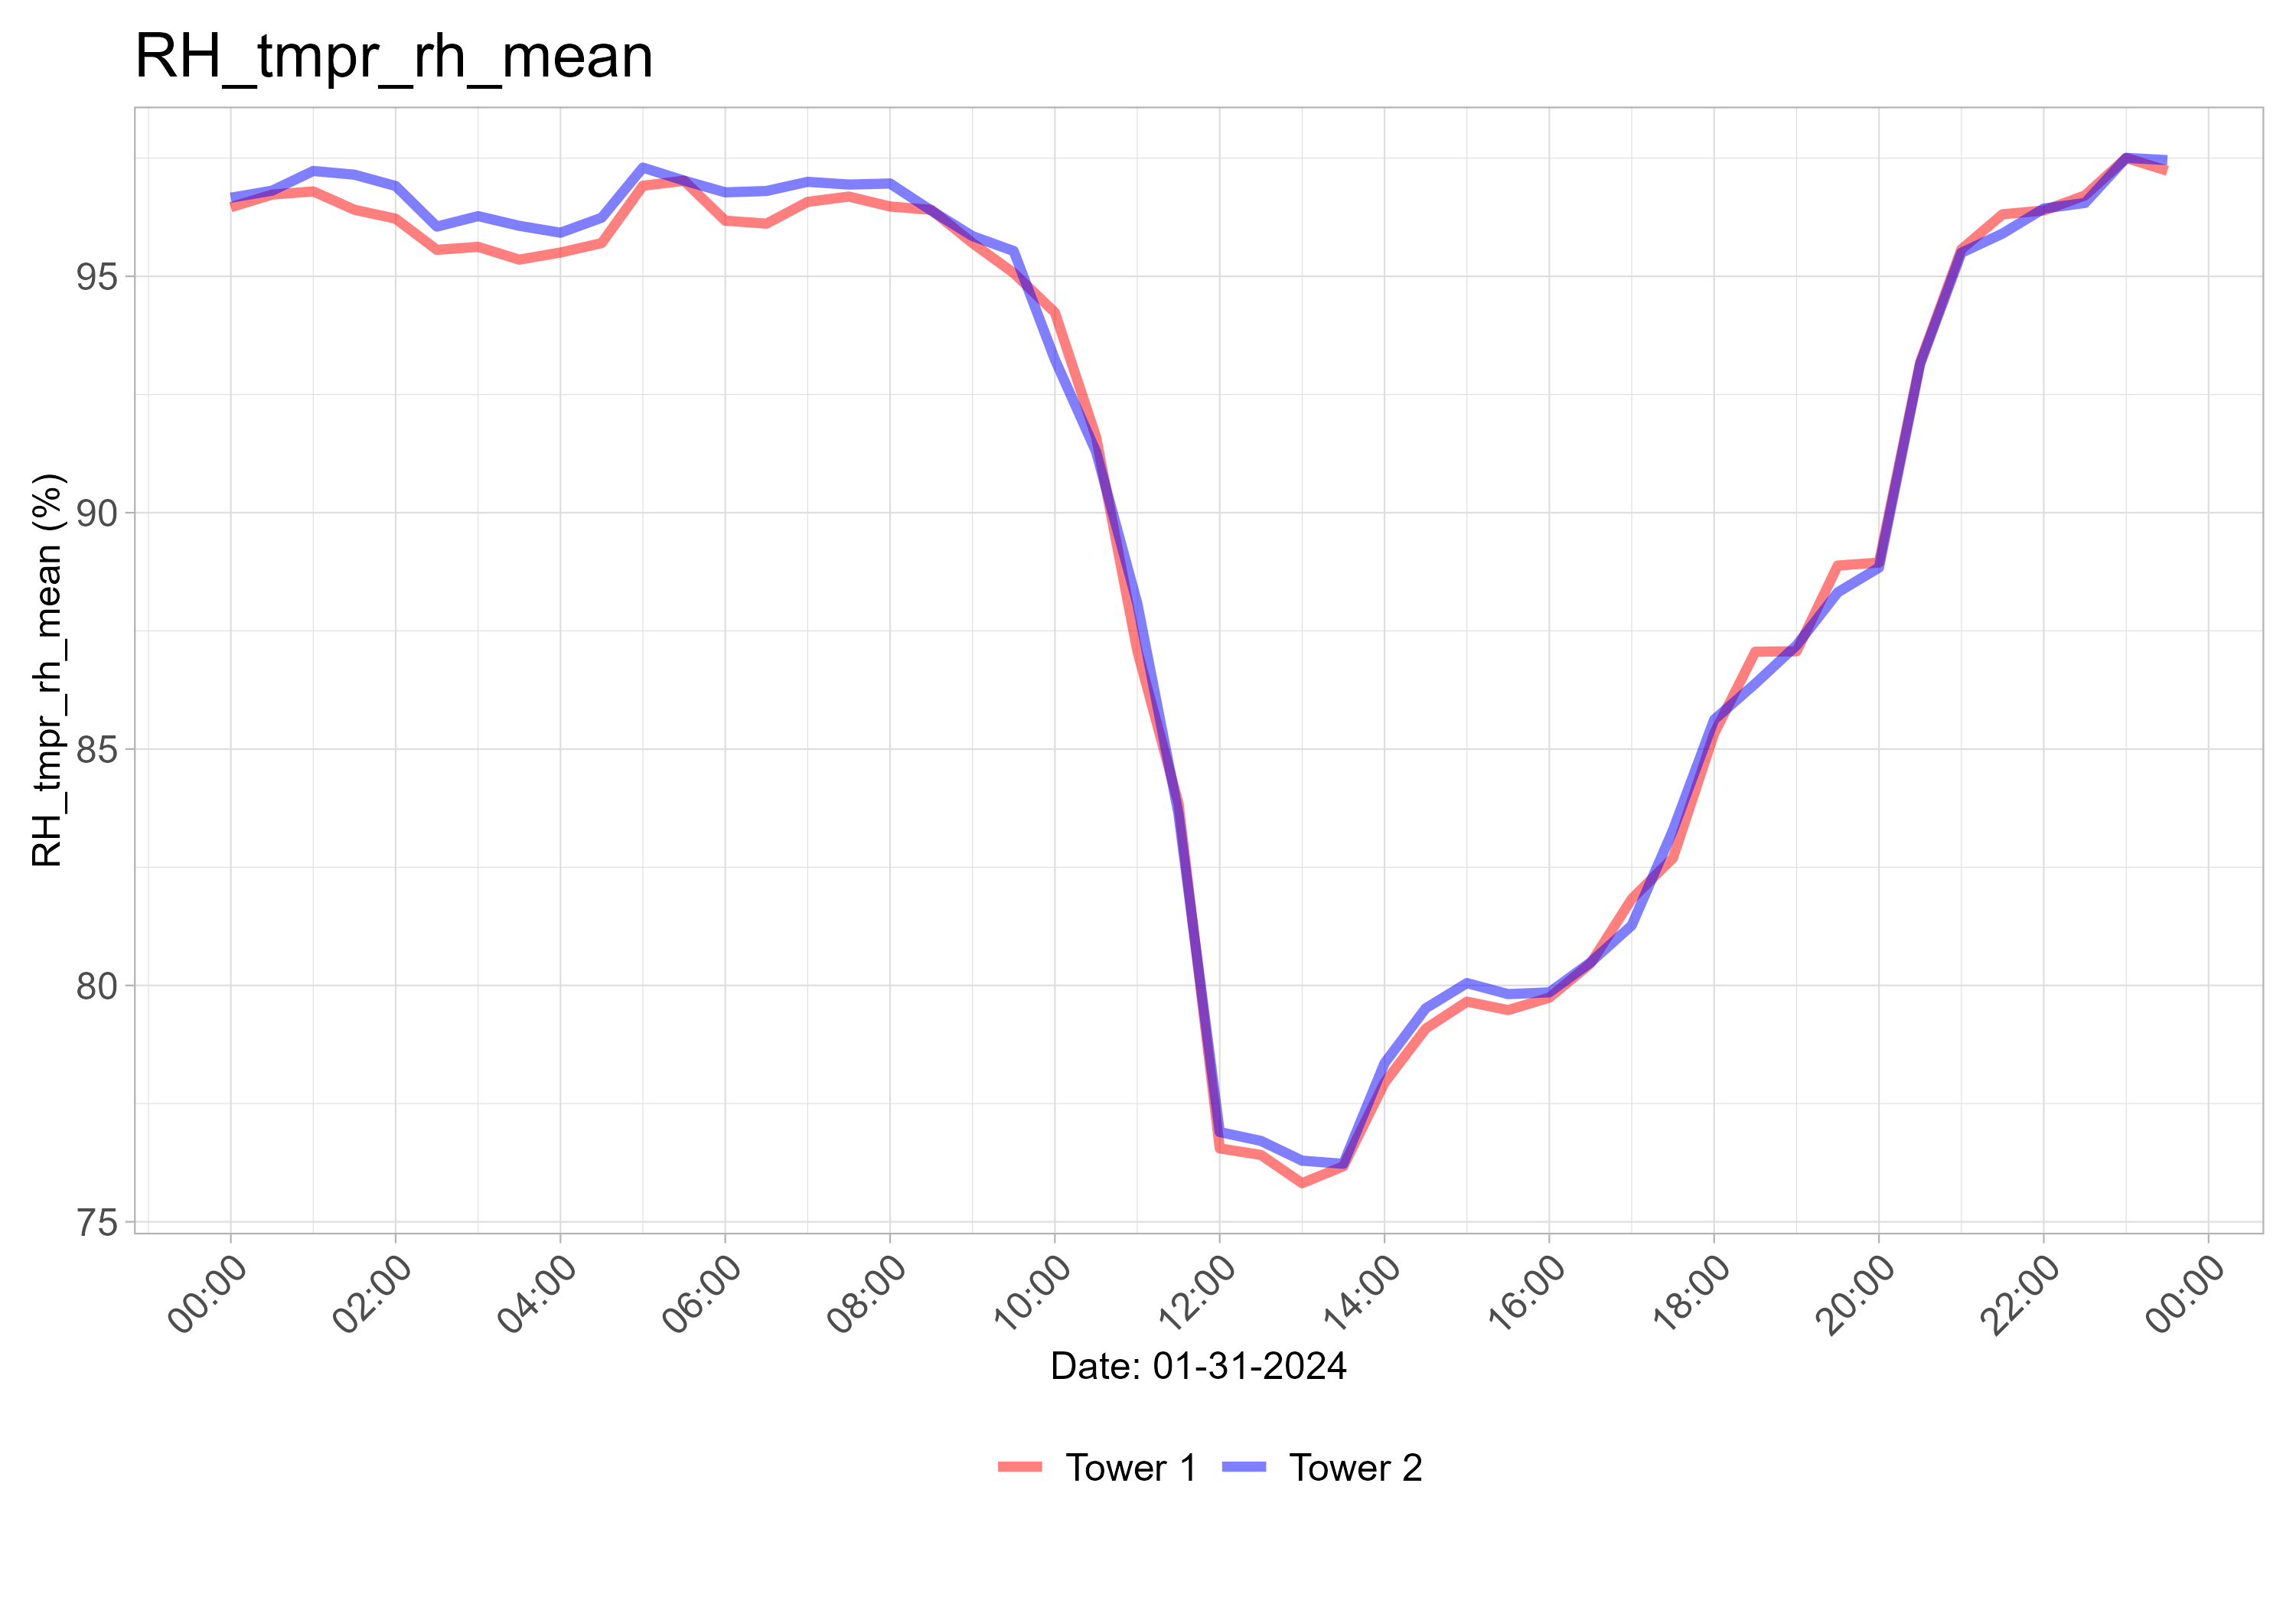 RH_tmpr_rh_mean
RH_tmpr_rh_mean (%)
95
90
85
80
75
00:00 02:00 04:00 06:00 08:00 10:00 12:00 14:00 16:00 18:00 20:00 22:00 00:00
Date: 01-31-2024
Tower 1 Tower 2